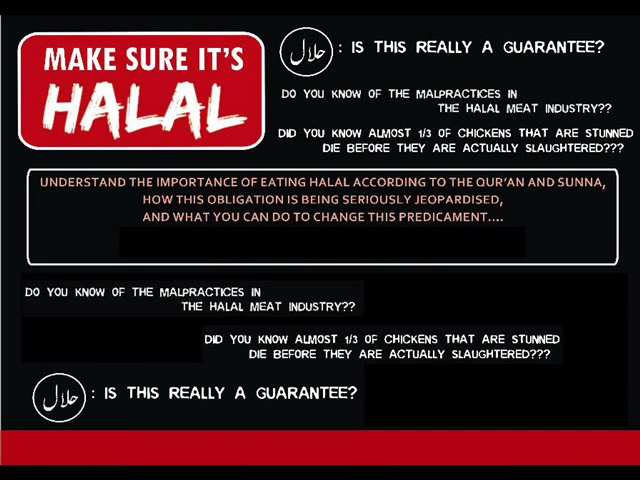 MAKE SURE IT'S
HALAL
حلال : IS THIS REALLY A GUARANTEE?
DO YOU KNOW OF THE MALPRACTICES IN
THE HALAL MEAT INDUSTRY??
DID YOU KNOW ALMOST 1/3 OF CHICKENS THAT ARE STUNNED
DIE BEFORE THEY ARE ACTUALLY SLAUGHTERED???
UNDERSTAND THE IMPORTANCE OF EATING HALAL ACCORDING TO THE QUR'AN AND SUNNA,
HOW THIS OBLIGATION IS BEING SERIOUSLY JEOPARDISED,
AND WHAT YOU CAN DO TO CHANGE THIS PREDICAMENT....
DO YOU KNOW OF THE MALPRACTICES IN
THE HALAL MEAT INDUSTRY??
DID YOU KNOW ALMOST 1/3 OF CHICKENS THAT ARE STUNNED
DIE BEFORE THEY ARE ACTUALLY SLAUGHTERED???
حلال : IS THIS REALLY A GUARANTEE?